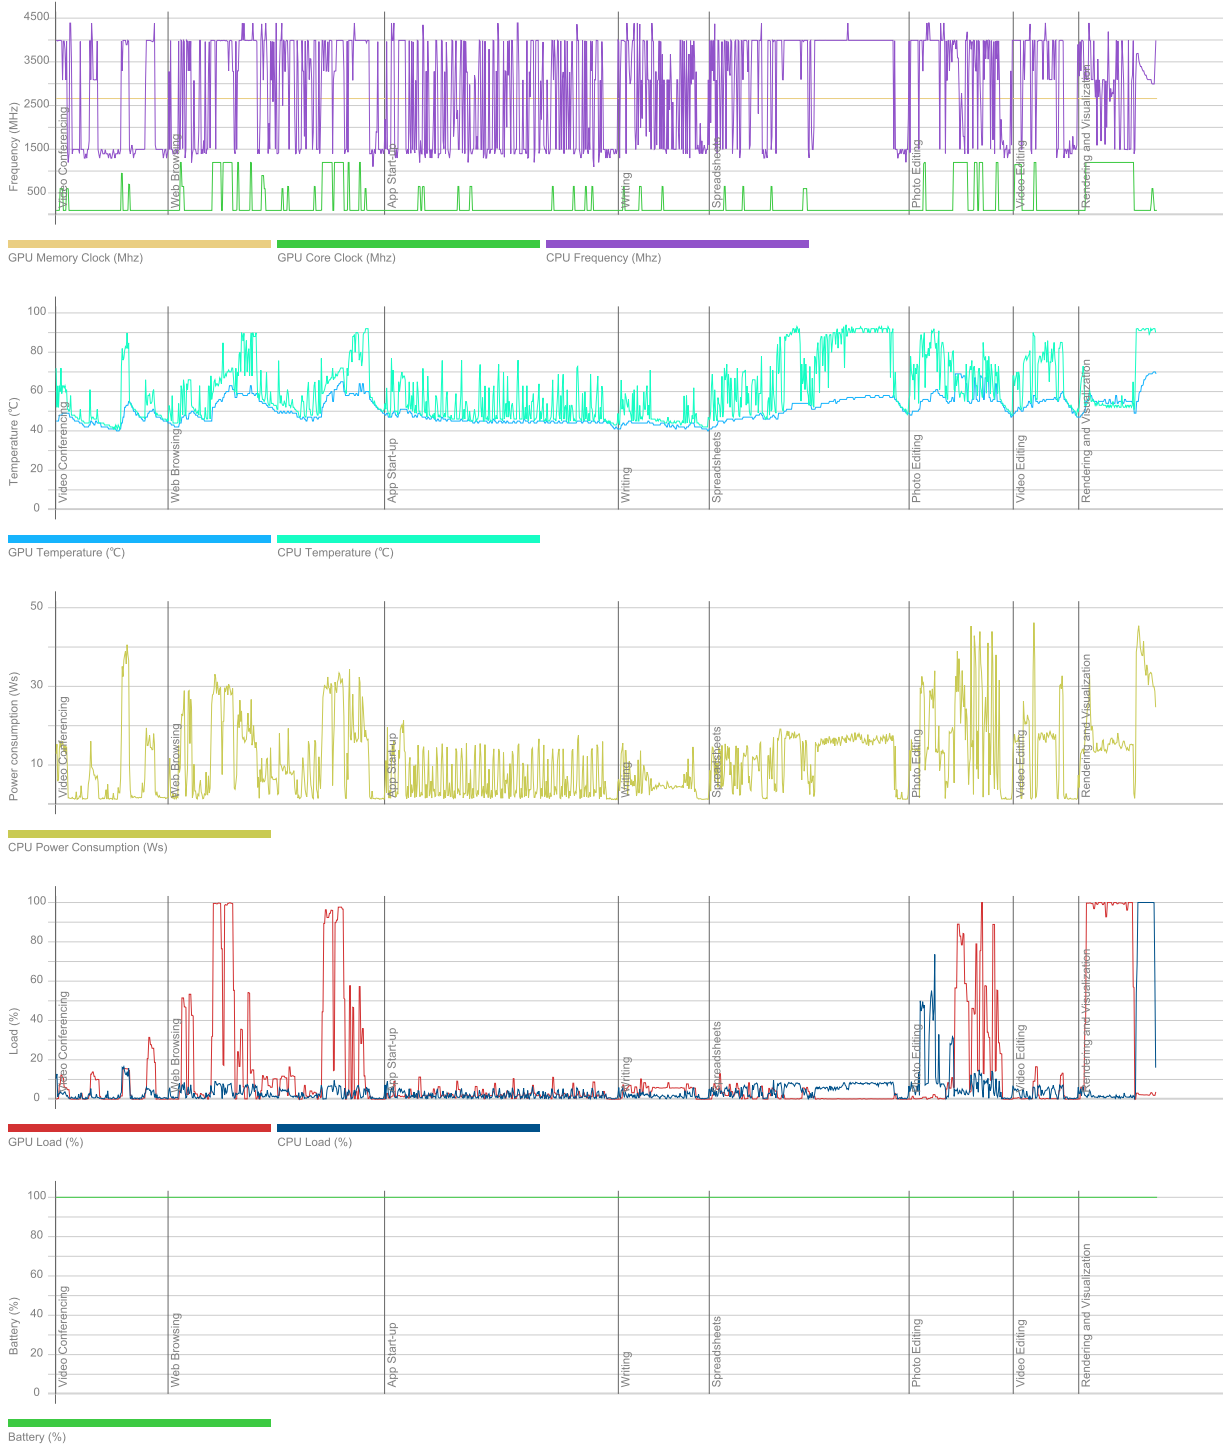 4500
3500
2500
1500
500
Frequency (MHz)
Video Conferencing
Web Browsing
App Start-up
Writing
Spreadsheets
Photo Editing
Video Editing
Rendering and Visualization
GPU Memory Clock (Mhz)
GPU Core Clock (Mhz)
CPU Frequency (Mhz)
100
80
60
40
20
0
Temperature (°C)
Video Conferencing
Web Browsing
App Start-up
Writing
Spreadsheets
Photo Editing
Video Editing
Rendering and Visualization
GPU Temperature (°C)
CPU Temperature (°C)
50
30
10
Power consumption (Ws)
Video Conferencing
Web Browsing
App Start-up
Writing
Spreadsheets
Photo Editing
Video Editing
Rendering and Visualization
CPU Power Consumption (Ws)
100
80
60
40
20
0
Load (%)
Video Conferencing
Web Browsing
App Start-up
Writing
Spreadsheets
Photo Editing
Video Editing
Rendering and Visualization
GPU Load (%)
CPU Load (%)
100
80
60
40
20
0
Battery (%)
Video Conferencing
Web Browsing
App Start-up
Writing
Spreadsheets
Photo Editing
Video Editing
Rendering and Visualization
Battery (%)